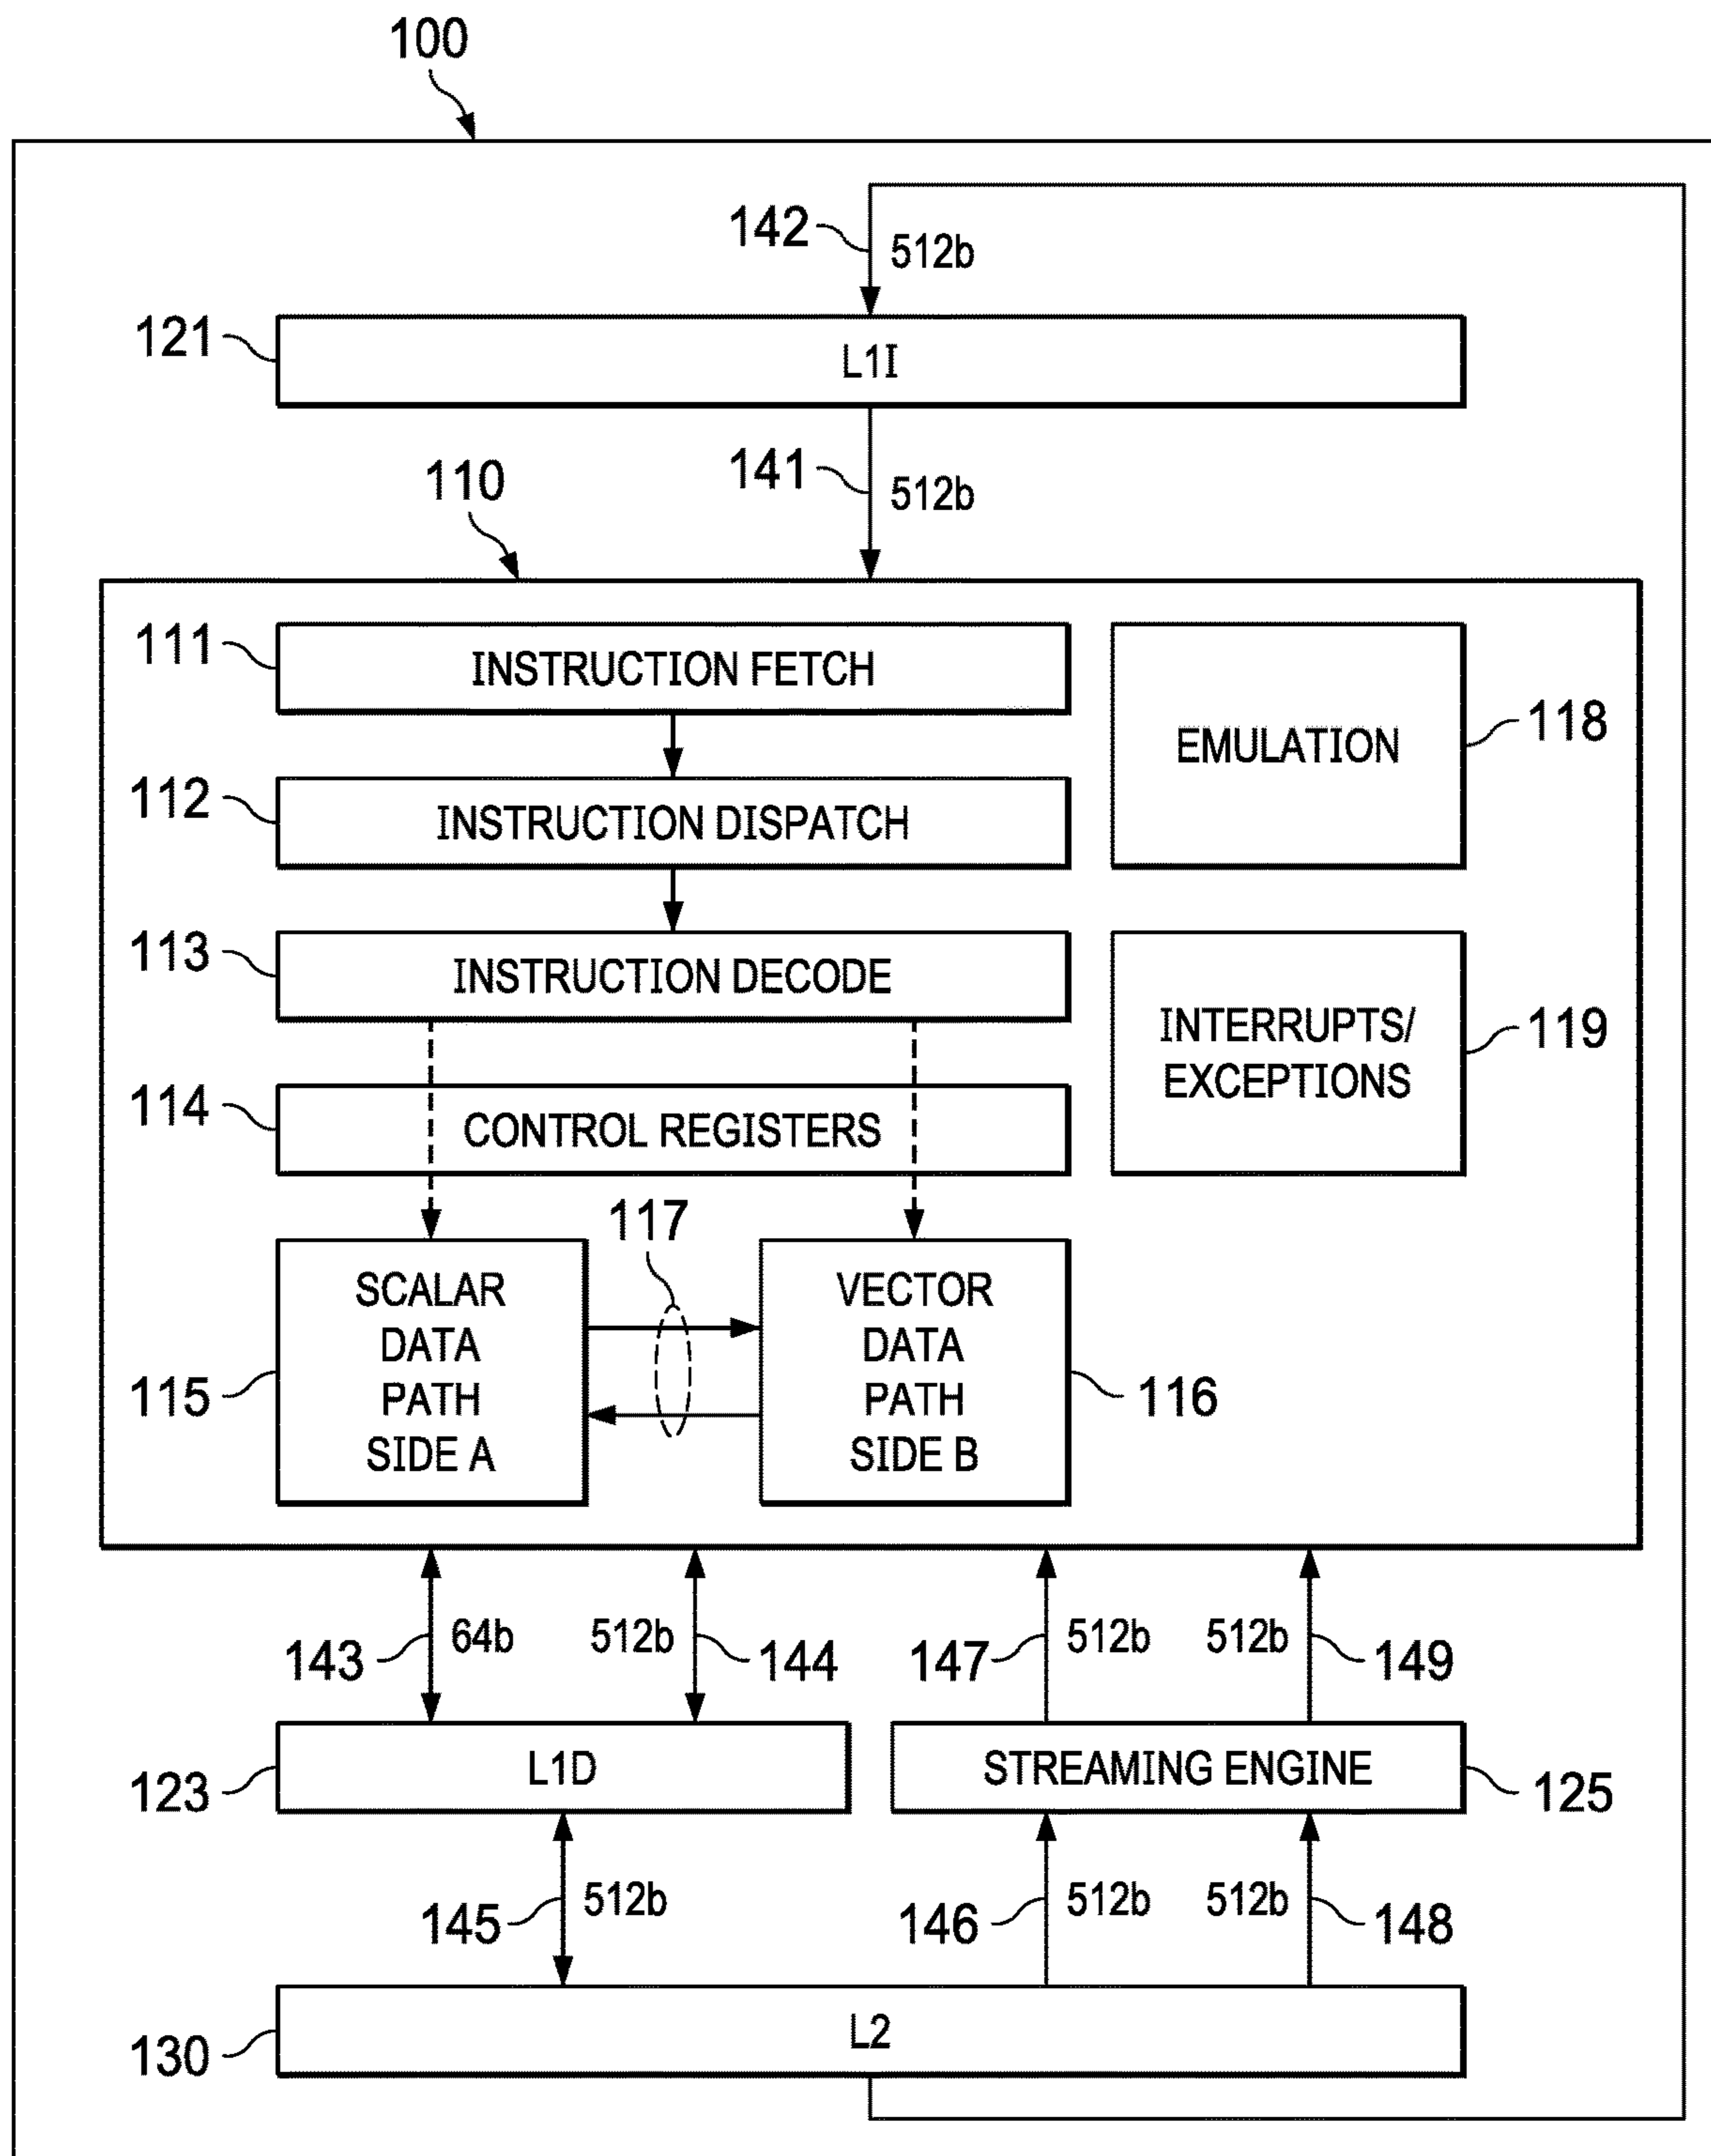 100
142
512b
121
L1I
141
512b
110
111
INSTRUCTION FETCH
112
INSTRUCTION DISPATCH
EMULATION
118
113
INSTRUCTION DECODE
114
CONTROL REGISTERS
INTERRUPTS/
EXCEPTIONS
119
117
115
SCALAR
DATA
PATH
SIDE A
VECTOR
DATA
PATH
SIDE B
116
143
64b
512b
144
147
512b
512b
149
123
L1D
STREAMING ENGINE
125
145
512b
146
512b
512b
148
130
L2